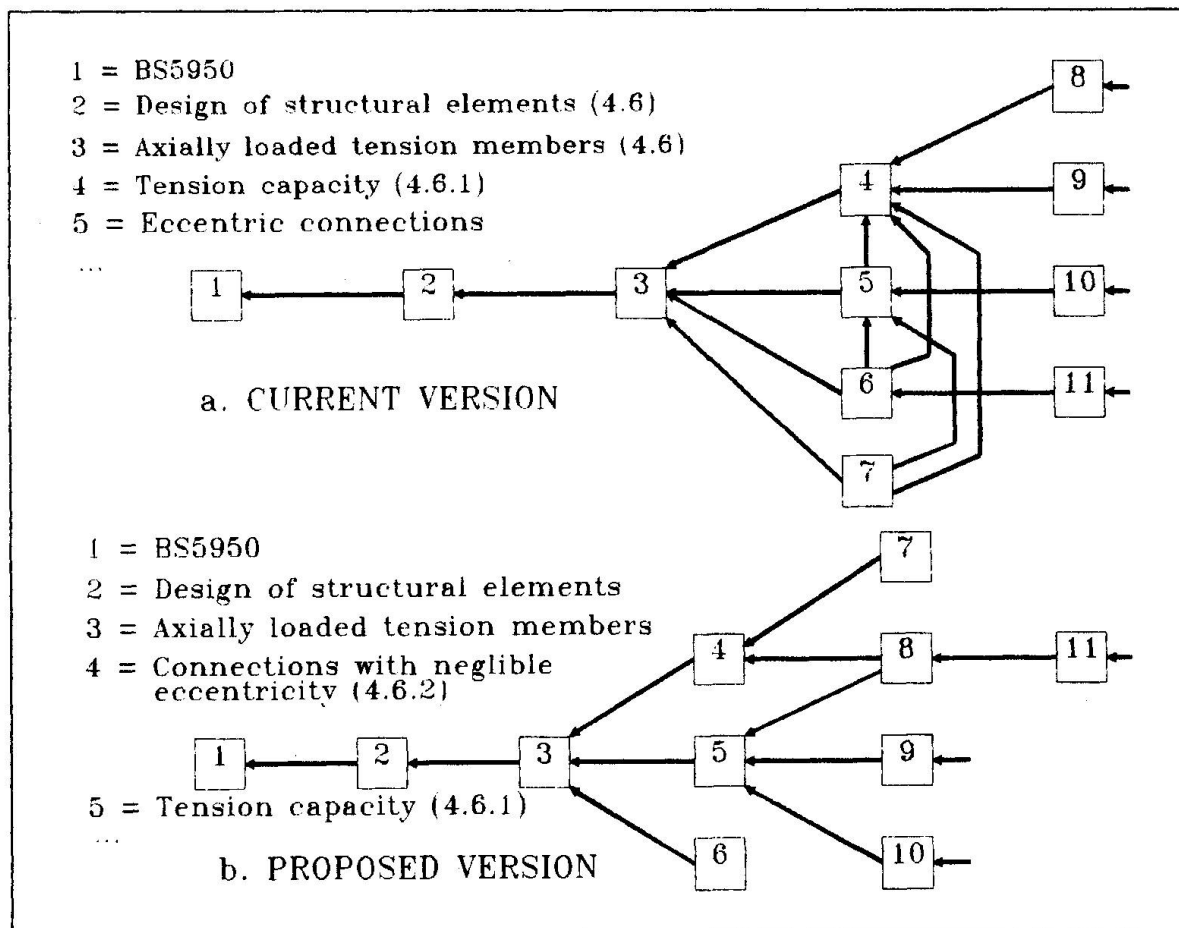 1 = BS5950
2 = Design of structural elements (4.6)
3 = Axially loaded tension members (4.6)
4 = Tension capacity (4.6.1)
5 = Eccentric connections
...
8
4
9
1
2
3
5
10
6
11
7
a. CURRENT VERSION
1 = BS5950
2 = Design of structural elements
3 = Axially loaded tension members
4 = Connections with neglible
eccentricity (4.6.2)
7
4
8
11
1
2
3
5
9
5 = Tension capacity (4.6.1)
...
6
10
b. PROPOSED VERSION